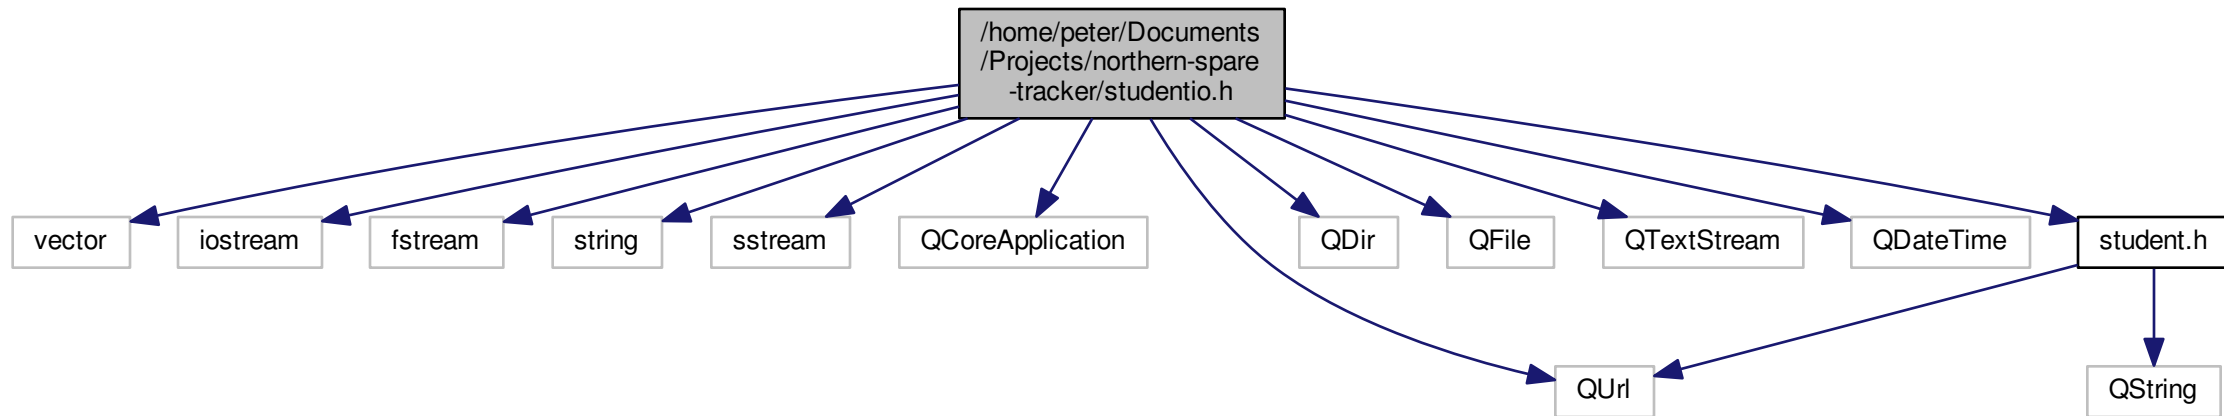 /home/peter/Documents
/Projects/northern-spare
-tracker/studentio.h
vector
iostream
fstream
string
sstream
QCoreApplication
QDir
QFile
QTextStream
QDateTime
student.h
QUrl
QString